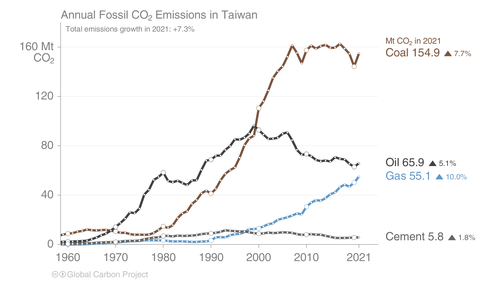 Annual Fossil CO₂ Emissions in Taiwan
Total emissions growth in 2021: +7.3%
160 Mt
CO₂
120
80
40
0
1960
1970
1980
1990
2000
2010
2021
Mt CO₂ in 2021
Coal 154.9 ▲ 7.7%
Oil 65.9 ▲ 5.1%
Gas 55.1 ▲ 10.0%
Cement 5.8 ▲ 1.8%
Global Carbon Project